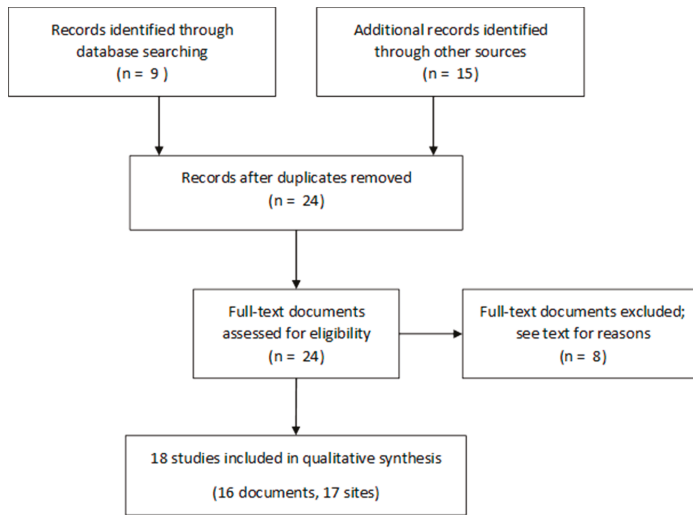 Records identified through
database searching
(n = 9 )
Additional records identified
through other sources
(n = 15)
Records after duplicates removed
(n = 24)
Full-text documents
assessed for eligibility
(n = 24)
Full-text documents excluded;
see text for reasons
(n = 8)
18 studies included in qualitative synthesis
(16 documents, 17 sites)